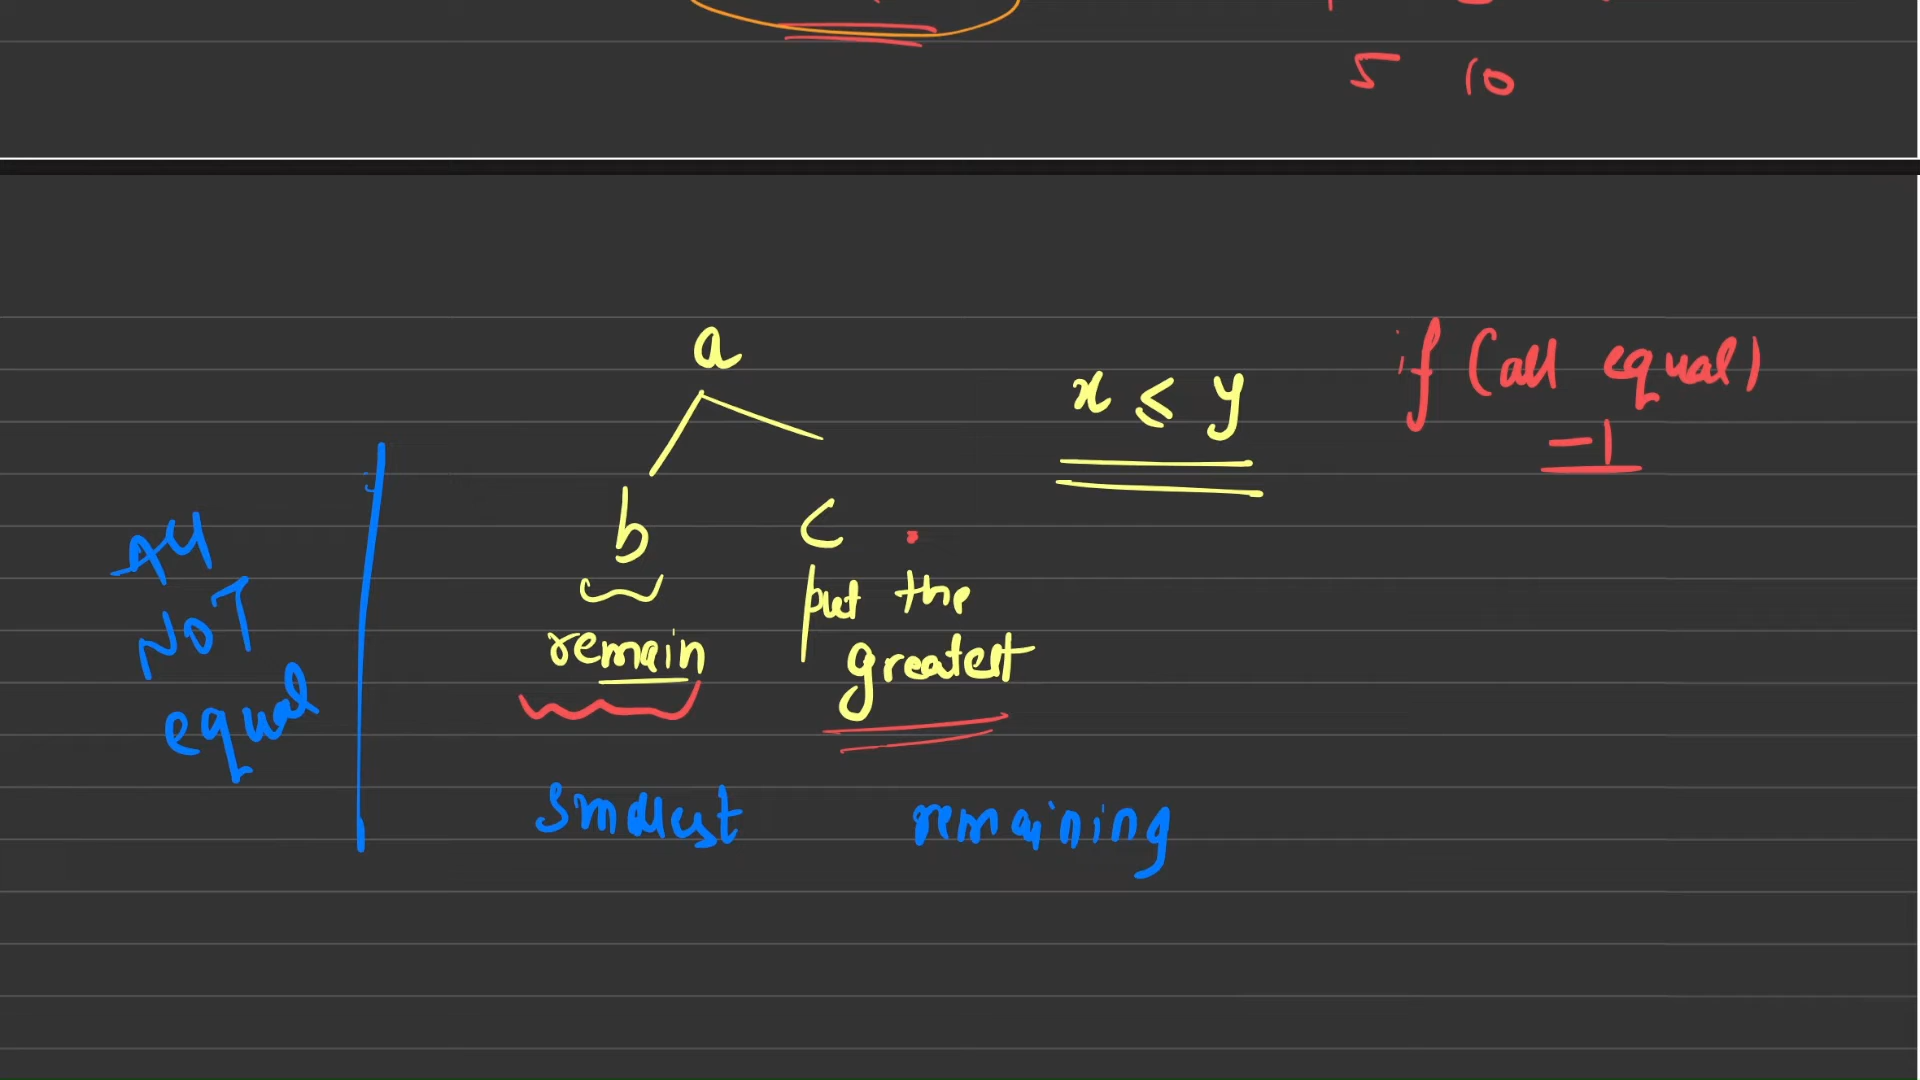 5 10
a
x ≤ y
if (all equal)
-1
b
c
remain
put the
greatest
All
NOT
equal
smallest remaining